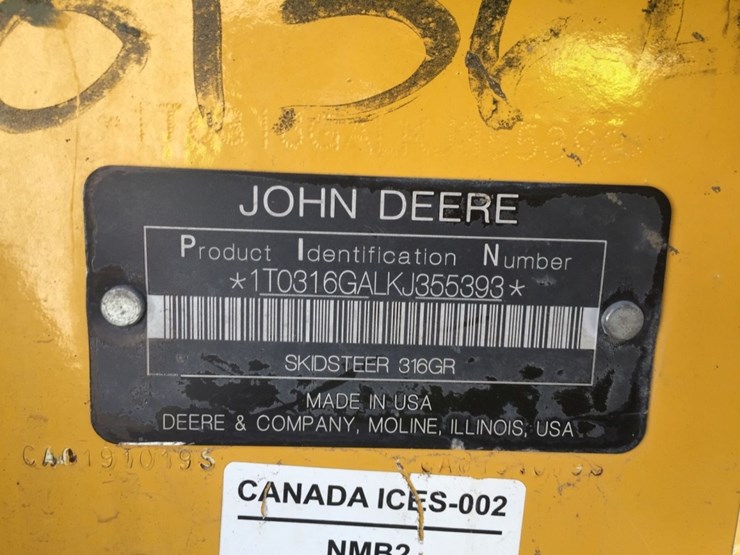 JOHN DEERE
Product Identification Number
*1T0316GALKJ355393*
SKIDSTEER 316GR
MADE IN USA
DEERE & COMPANY, MOLINE, ILLINOIS, USA
CANADA ICES-002